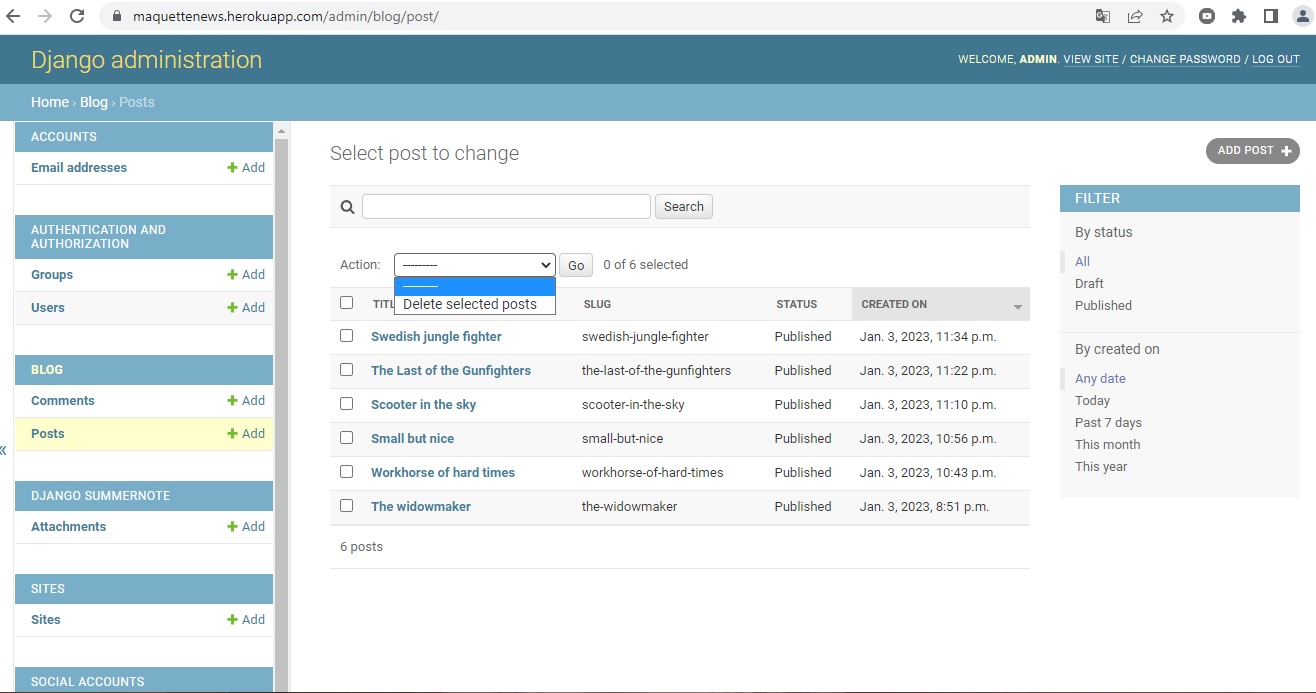 maquettenews.herokuapp.com/admin/blog/post/
Django administration
WELCOME, ADMIN. VIEW SITE / CHANGE PASSWORD / LOG OUT
Home › Blog › Posts
ACCOUNTS
Email addresses + Add
AUTHENTICATION AND
AUTHORIZATION
Groups + Add
Users + Add
BLOG
Comments + Add
Posts + Add
«
DJANGO SUMMERNOTE
Attachments + Add
SITES
Sites + Add
SOCIAL ACCOUNTS
Select post to change
ADD POST +
Search
Action: --------- Go 0 of 6 selected
---------
Delete selected posts
TITL SLUG STATUS CREATED ON
Swedish jungle fighter swedish-jungle-fighter Published Jan. 3, 2023, 11:34 p.m.
The Last of the Gunfighters the-last-of-the-gunfighters Published Jan. 3, 2023, 11:22 p.m.
Scooter in the sky scooter-in-the-sky Published Jan. 3, 2023, 11:10 p.m.
Small but nice small-but-nice Published Jan. 3, 2023, 10:56 p.m.
Workhorse of hard times workhorse-of-hard-times Published Jan. 3, 2023, 10:43 p.m.
The widowmaker the-widowmaker Published Jan. 3, 2023, 8:51 p.m.
6 posts
FILTER
By status
All
Draft
Published
By created on
Any date
Today
Past 7 days
This month
This year